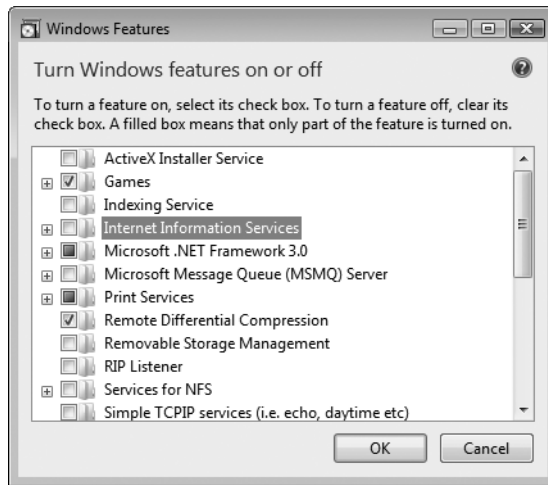 Windows Features
Turn Windows features on or off
To turn a feature on, select its check box. To turn a feature off, clear its
check box. A filled box means that only part of the feature is turned on.
ActiveX Installer Service
Games
Indexing Service
Internet Information Services
Microsoft .NET Framework 3.0
Microsoft Message Queue (MSMQ) Server
Print Services
Remote Differential Compression
Removable Storage Management
RIP Listener
Services for NFS
Simple TCPIP services (i.e. echo, daytime etc)
OK
Cancel